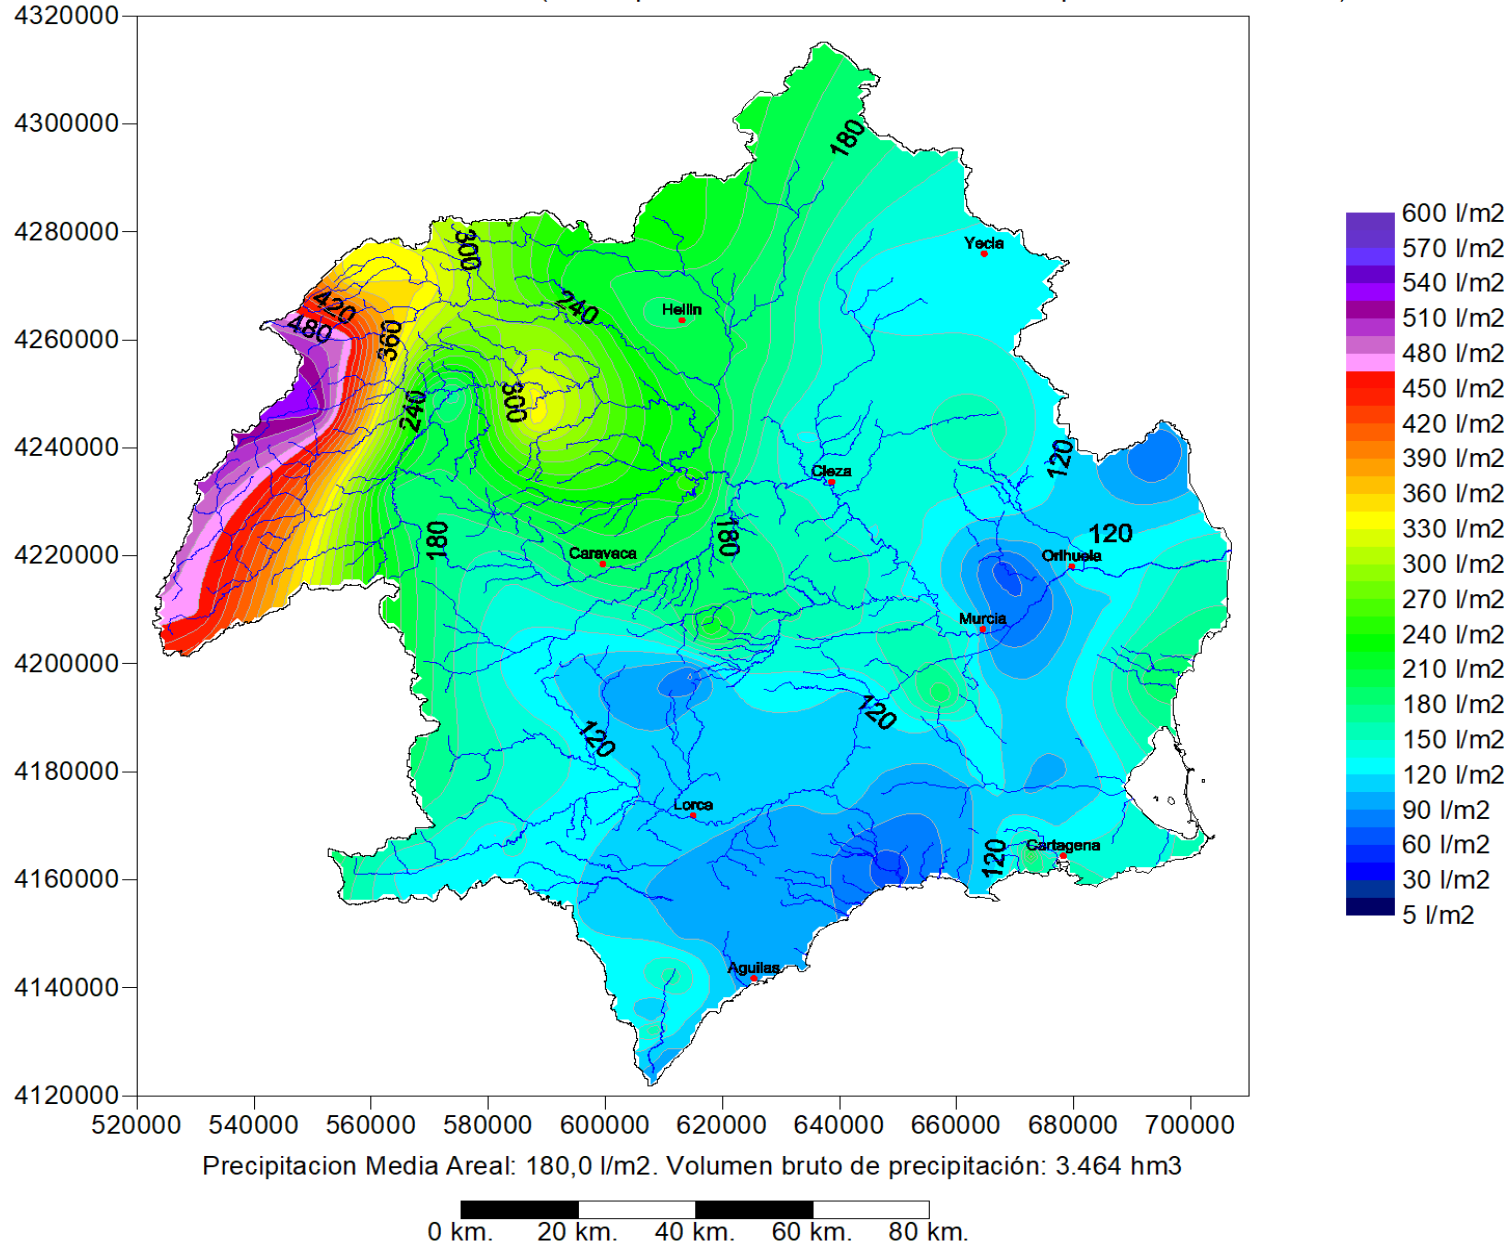 4320000
4300000
180
4280000
300
Yecla
600 l/m2
570 l/m2
540 l/m2
510 l/m2
480 l/m2
450 l/m2
420 l/m2
390 l/m2
360 l/m2
330 l/m2
300 l/m2
270 l/m2
240 l/m2
210 l/m2
180 l/m2
150 l/m2
120 l/m2
90 l/m2
60 l/m2
30 l/m2
5 l/m2
420
240
Hellin
480
360
4260000
300
240
4240000
120
Cieza
180
180
120
4220000
Caravaca
Orihuela
Murcia
4200000
120
120
4180000
Lorca
120
Cartagena
4160000
Aguilas
4140000
4120000
520000 540000 560000 580000 600000 620000 640000 660000 680000 700000
Precipitacion Media Areal: 180,0 l/m2. Volumen bruto de precipitación: 3.464 hm3
0 km. 20 km. 40 km. 60 km. 80 km.